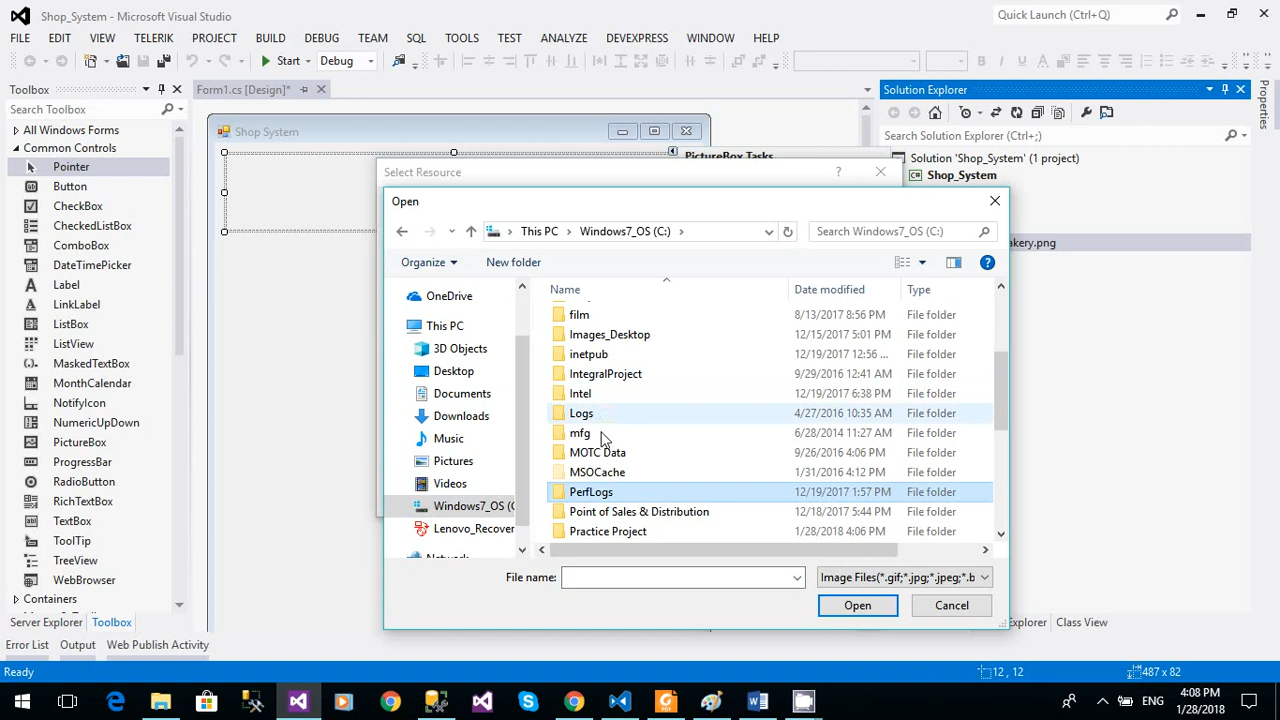 Shop_System - Microsoft Visual Studio
Quick Launch (Ctrl+Q)
FILE EDIT VIEW TELERIK PROJECT BUILD DEBUG TEAM SQL TOOLS TEST ANALYZE DEVEXPRESS WINDOW HELP
Start Debug
Toolbox
Form1.cs [Design]*
Solution Explorer
Properties
Search Toolbox
Search Solution Explorer (Ctrl+;)
All Windows Forms
Common Controls
Pointer
Button
CheckBox
CheckedListBox
ComboBox
DateTimePicker
Label
LinkLabel
ListBox
ListView
MaskedTextBox
MonthCalendar
NotifyIcon
NumericUpDown
PictureBox
ProgressBar
RadioButton
RichTextBox
TextBox
ToolTip
TreeView
WebBrowser
Containers
Shop System
PictureBox Tasks
Solution 'Shop_System' (1 project)
C# Shop_System
akery.png
Select Resource
?
Open
This PC Windows7_OS (C:)
Search Windows7_OS (C:)
Organize New folder
?
OneDrive
This PC
3D Objects
Desktop
Documents
Downloads
Music
Pictures
Videos
Windows7_OS (C
Lenovo_Recover
Network
Name Date modified Type
film 8/13/2017 8:56 PM File folder
Images_Desktop 12/15/2017 5:01 PM File folder
inetpub 12/19/2017 12:56 ... File folder
IntegralProject 9/29/2016 12:41 AM File folder
Intel 12/19/2017 6:38 PM File folder
Logs 4/27/2016 10:35 AM File folder
mfg 6/28/2014 11:27 AM File folder
MOTC Data 9/26/2016 4:06 PM File folder
MSOCache 1/31/2016 4:12 PM File folder
PerfLogs 12/19/2017 1:57 PM File folder
Point of Sales & Distribution 12/18/2017 5:44 PM File folder
Practice Project 1/28/2018 4:06 PM File folder
File name: Image Files(*.gif;*.jpg;*.jpeg;*.b
Open Cancel
Server Explorer Toolbox
Explorer Class View
Error List Output Web Publish Activity
Ready 12 , 12 487 x 82
ENG
4:08 PM
1/28/2018